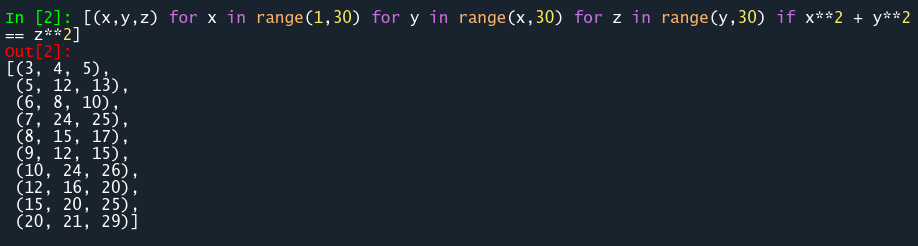 In [2]: [(x,y,z) for x in range(1,30) for y in range(x,30) for z in range(y,30) if x**2 + y**2
== z**2]
out[2]:
[(3, 4, 5),
(5, 12, 13),
(6, 8, 10),
(7, 24, 25),
(8, 15, 17),
(9, 12, 15),
(10, 24, 26),
(12, 16, 20),
(15, 20, 25),
(20, 21, 29)]